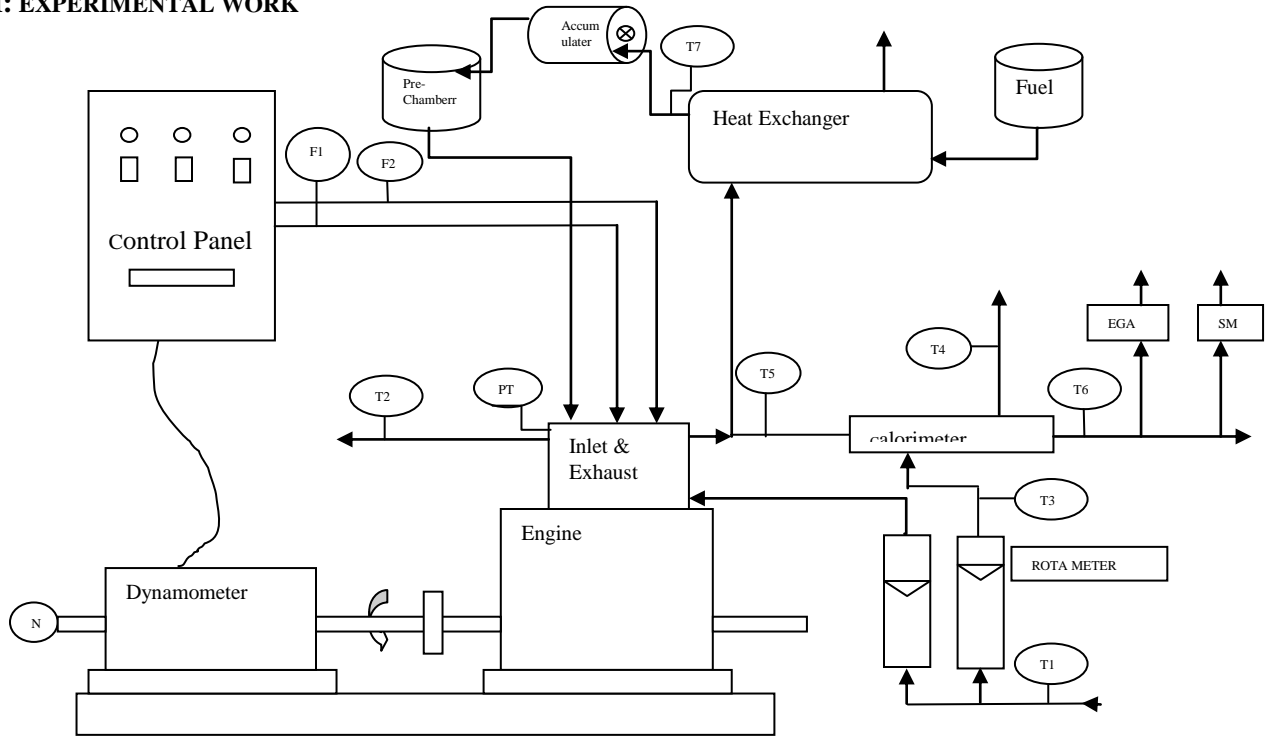 : EXPERIMENTAL WORK
Accum
ulater
T7
Pre-
Chamberr
Fuel
Heat Exchanger
F1
F2
Control Panel
EGA
SM
T4
T5
T6
T2
PT
Inlet &
Exhaust
calorimeter
T3
Engine
ROTA METER
Dynamometer
N
T1